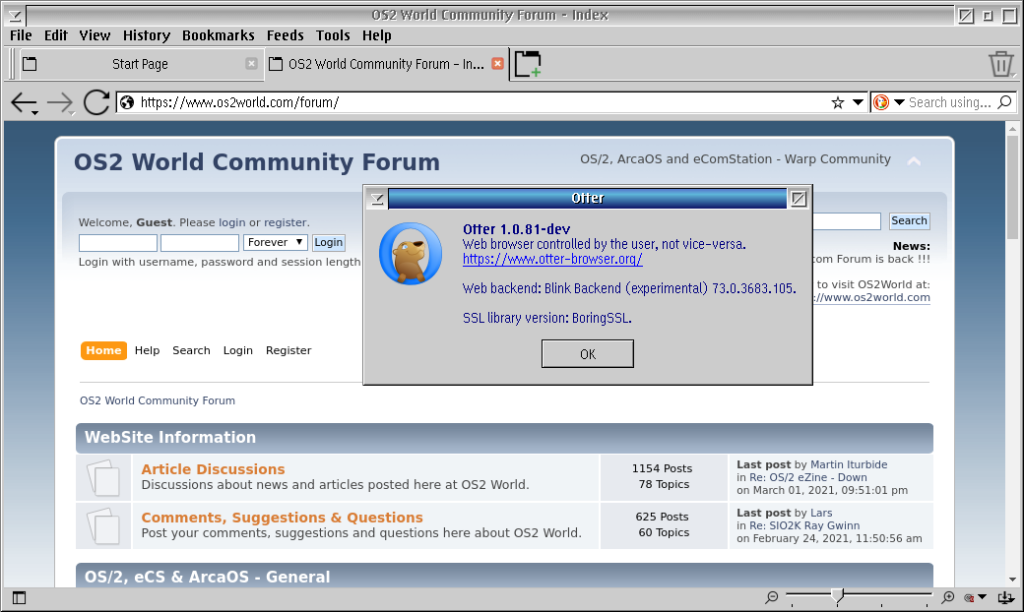 OS2 World Community Forum - Index
File Edit View History Bookmarks Feeds Tools Help
Start Page
OS2 World Community Forum – In...
https://www.os2world.com/forum/
Search using...
OS2 World Community Forum
OS/2, ArcaOS and eComStation - Warp Community
Welcome, Guest. Please login or register.
Forever
Login
Login with username, password and session length
Search
News:
com Forum is back !!!
to visit OS2World at:
://www.os2world.com
Otter
Otter 1.0.81-dev
Web browser controlled by the user, not vice-versa.
https://www.otter-browser.org/
Web backend: Blink Backend (experimental) 73.0.3683.105.
SSL library version: BoringSSL.
OK
Home Help Search Login Register
OS2 World Community Forum
WebSite Information
Article Discussions
Discussions about news and articles posted here at OS2 World.
1154 Posts
78 Topics
Last post by Martin Iturbide
in Re: OS/2 eZine - Down
on March 01, 2021, 09:51:01 pm
Comments, Suggestions & Questions
Post your comments, suggestions and questions here about OS2 World.
625 Posts
60 Topics
Last post by Lars
in Re: SIO2K Ray Gwinn
on February 24, 2021, 11:50:56 am
OS/2, eCS & ArcaOS - General